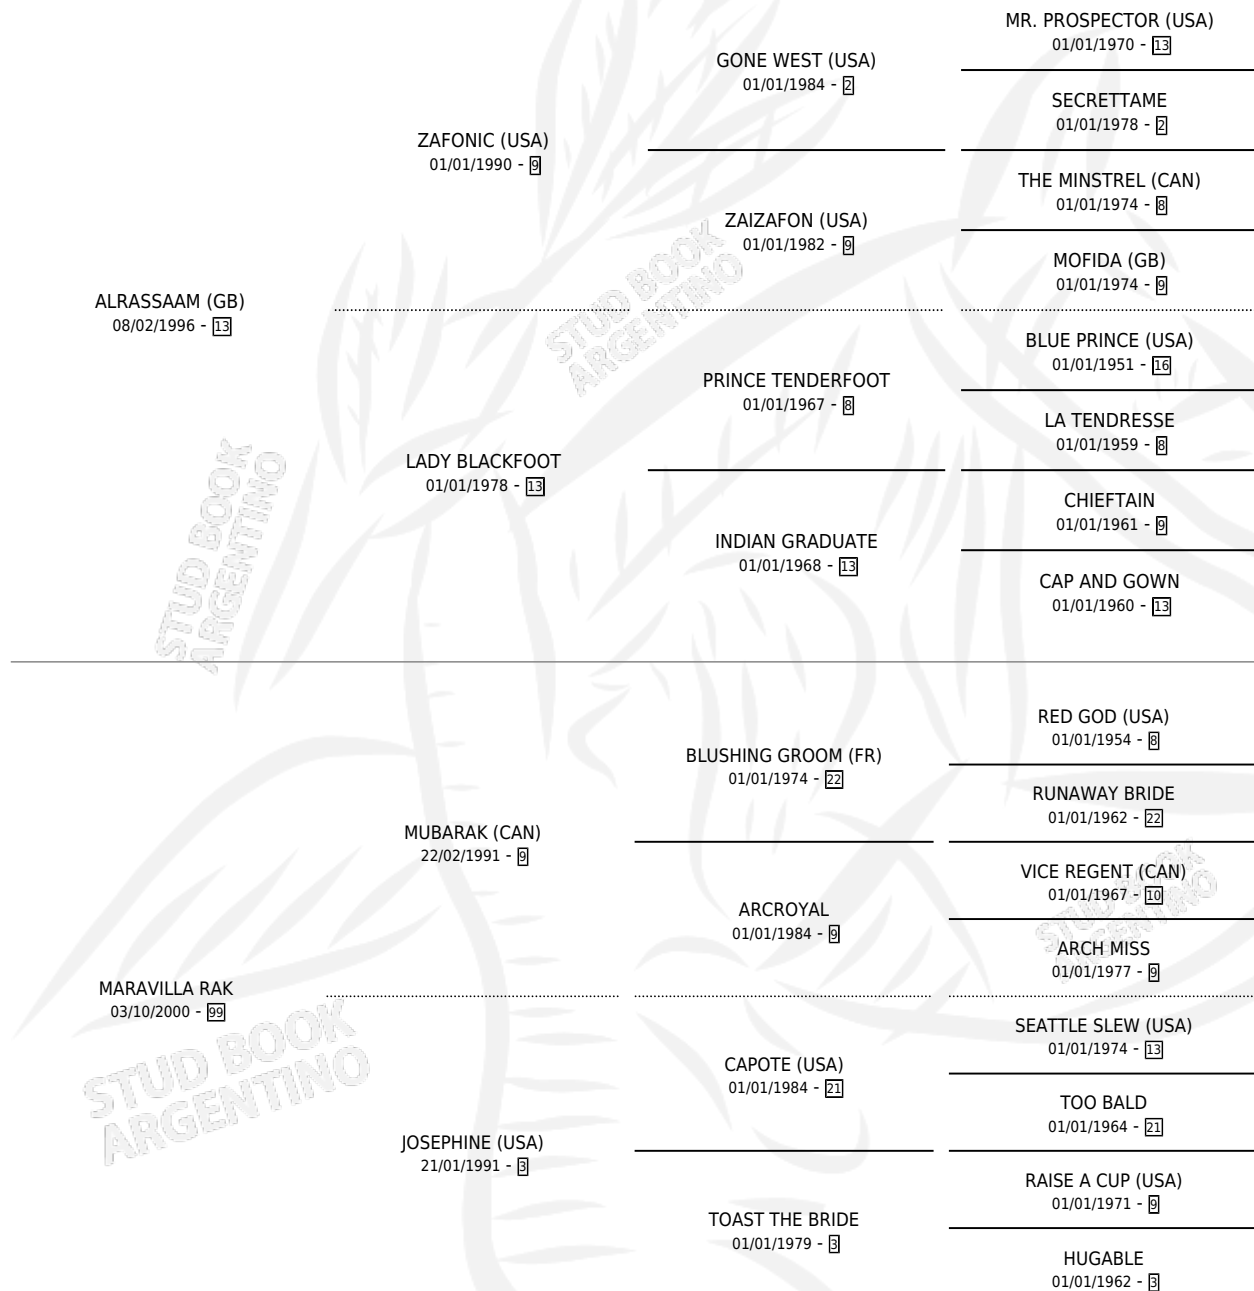 MR. PROSPECTOR (USA)
01/01/1970 - 13
GONE WEST (USA)
01/01/1984 - 2
SECRETTAME
01/01/1978 - 2
ZAFONIC (USA)
01/01/1990 - 9
THE MINSTREL (CAN)
01/01/1974 - 8
ZAIZAFON (USA)
01/01/1982 - 9
MOFIDA (GB)
01/01/1974 - 9
ALRASSAAM (GB)
08/02/1996 - 13
STUD BOOK
ARGENTINO
BLUE PRINCE (USA)
01/01/1951 - 16
PRINCE TENDERFOOT
01/01/1967 - 8
LA TENDRESSE
01/01/1959 - 8
LADY BLACKFOOT
01/01/1978 - 13
CHIEFTAIN
01/01/1961 - 9
INDIAN GRADUATE
01/01/1968 - 13
CAP AND GOWN
01/01/1960 - 13
STUD BOOK
ARGENTINO
RED GOD (USA)
01/01/1954 - 8
BLUSHING GROOM (FR)
01/01/1974 - 22
RUNAWAY BRIDE
01/01/1962 - 22
MUBARAK (CAN)
22/02/1991 - 9
VICE REGENT (CAN)
01/01/1967 - 10
ARCROYAL
01/01/1984 - 9
STUD BOOK
ARGENTINO
ARCH MISS
01/01/1977 - 9
MARAVILLA RAK
03/10/2000 - 99
STUD BOOK
ARGENTINO
SEATTLE SLEW (USA)
01/01/1974 - 13
CAPOTE (USA)
01/01/1984 - 21
TOO BALD
01/01/1964 - 21
JOSEPHINE (USA)
21/01/1991 - 3
RAISE A CUP (USA)
01/01/1971 - 9
TOAST THE BRIDE
01/01/1979 - 3
HUGABLE
01/01/1962 - 3